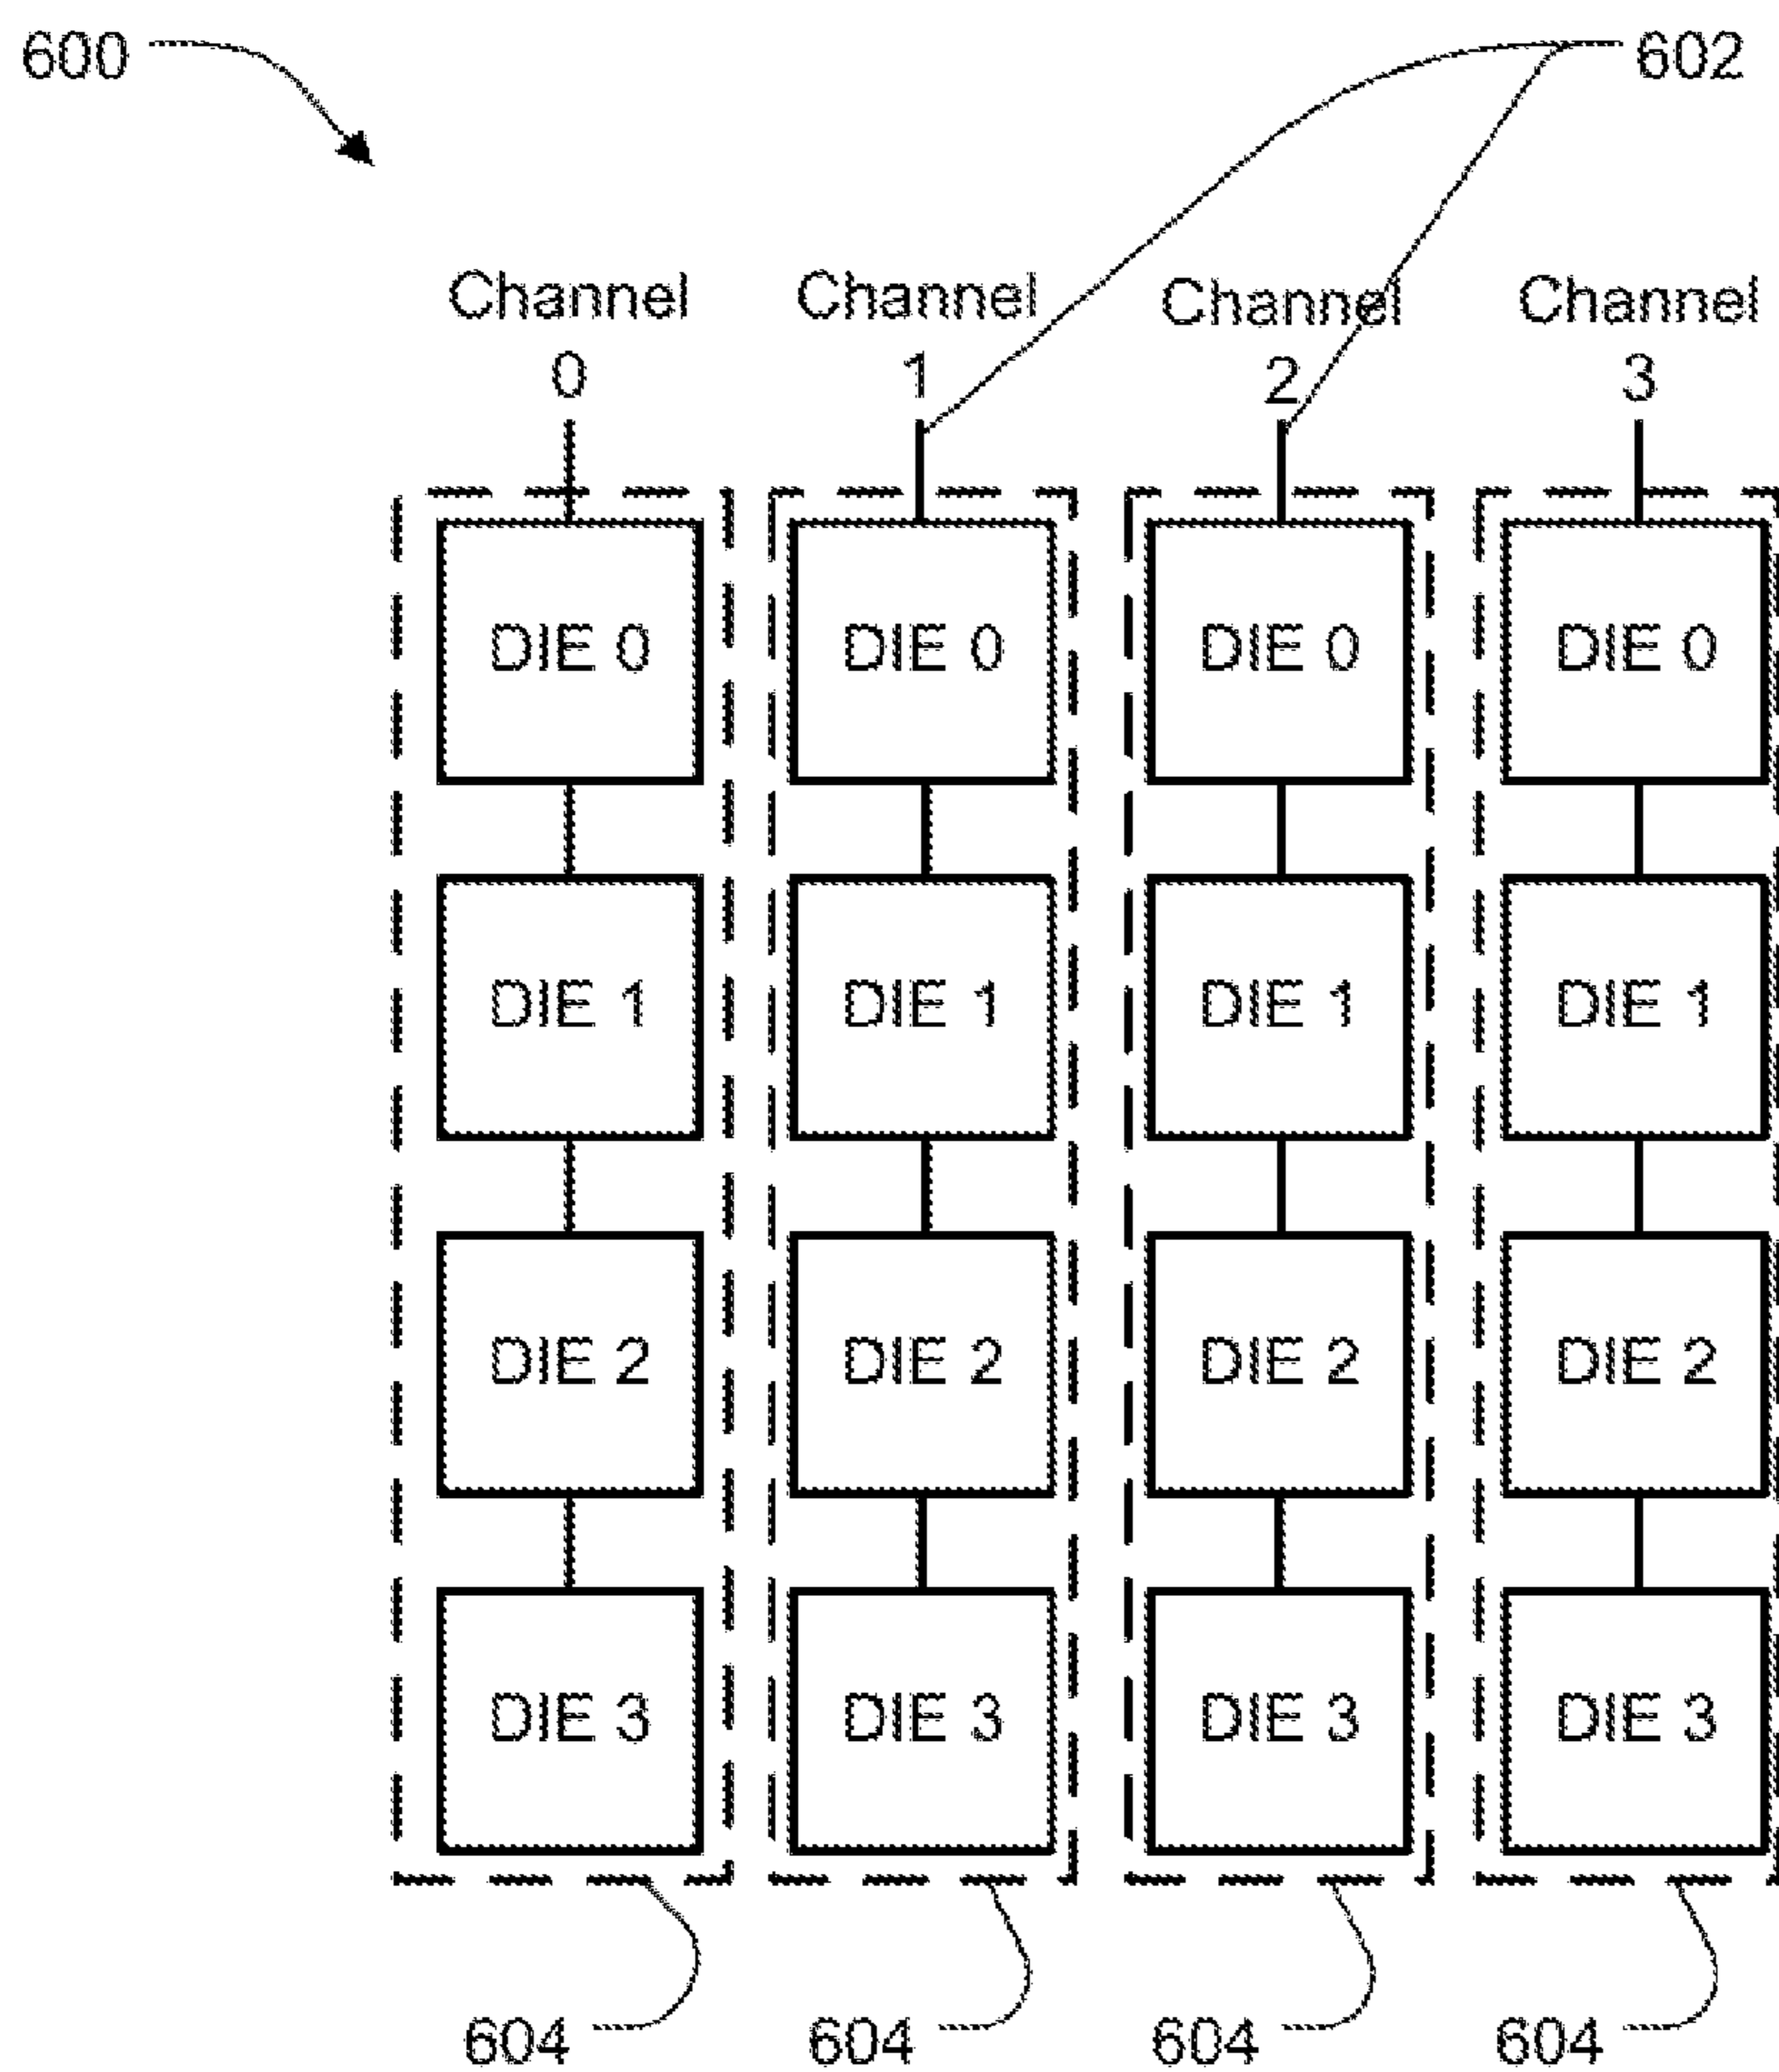 600
602
Channel 0
Channel 1
Channel 2
Channel 3
DIE 0 DIE 0 DIE 0 DIE 0
DIE 1 DIE 1 DIE 1 DIE 1
DIE 2 DIE 2 DIE 2 DIE 2
DIE 3 DIE 3 DIE 3 DIE 3
604 604 604 604